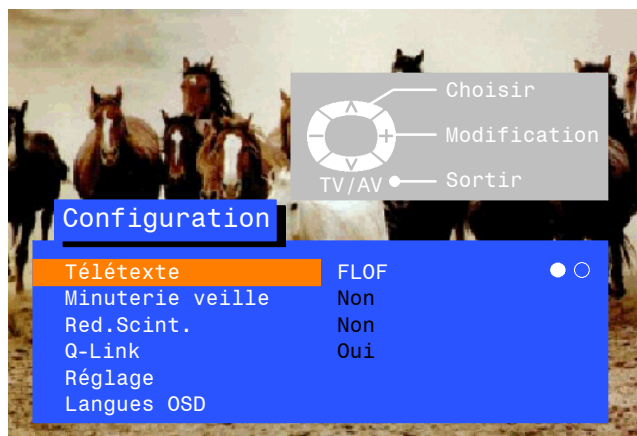 Choisir
Modification
TV/AV Sortir
Configuration
Télétexte FLOF
Minuterie veille Non
Red.Scint. Non
Q-Link Oui
Réglage
Langues OSD